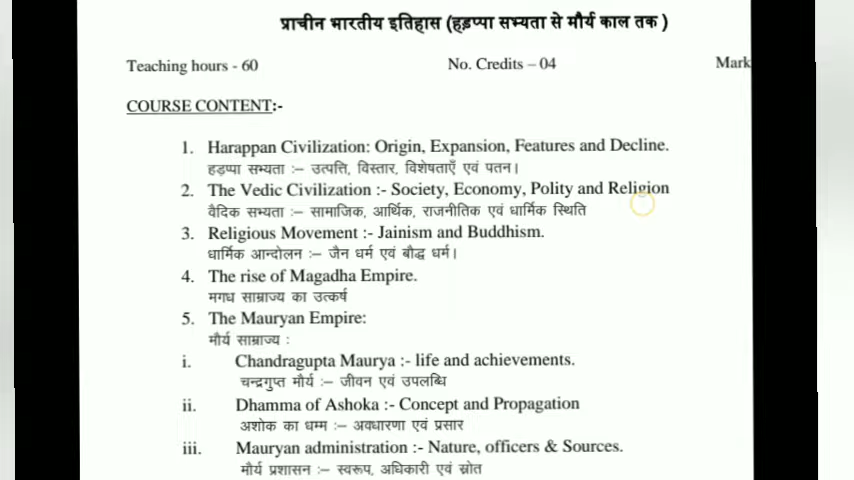 प्राचीन भारतीय इतिहास (हड़प्पा सभ्यता से मौर्य काल तक )
Teaching hours - 60 No. Credits – 04 Mark
COURSE CONTENT:-
1. Harappan Civilization: Origin, Expansion, Features and Decline.
हड़प्पा सभ्यता :– उत्पत्ति, विस्तार, विशेषताएँ एवं पतन।
2. The Vedic Civilization :- Society, Economy, Polity and Religion
वैदिक सभ्यता :– सामाजिक, आर्थिक, राजनीतिक एवं धार्मिक स्थिति
3. Religious Movement :- Jainism and Buddhism.
धार्मिक आन्दोलन :– जैन धर्म एवं बौद्ध धर्म।
4. The rise of Magadha Empire.
मगध साम्राज्य का उत्कर्ष
5. The Mauryan Empire:
मौर्य साम्राज्य :
i. Chandragupta Maurya :- life and achievements.
चन्द्रगुप्त मौर्य :– जीवन एवं उपलब्धि
ii. Dhamma of Ashoka :- Concept and Propagation
अशोक का धम्म :– अवधारणा एवं प्रसार
iii. Mauryan administration :- Nature, officers & Sources.
मौर्य प्रशासन :– स्वरूप, अधिकारी एवं स्रोत